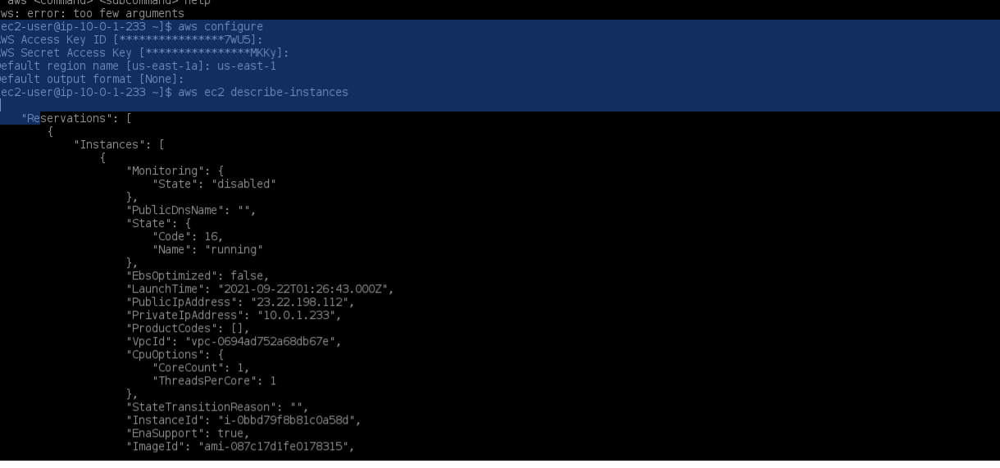 aws <command> <subcommand> help
ws: error: too few arguments
ec2-user@ip-10-0-1-233 ~]$ aws configure
WS Access Key ID [****************7WU5]:
WS Secret Access Key [****************MKKy]:
efault region name [us-east-1a]: us-east-1
efault output format [None]:
ec2-user@ip-10-0-1-233 ~]$ aws ec2 describe-instances
"Reservations": [
{
"Instances": [
{
"Monitoring": {
"State": "disabled"
},
"PublicDnsName": "",
"State": {
"Code": 16,
"Name": "running"
},
"EbsOptimized": false,
"LaunchTime": "2021-09-22T01:26:43.000Z",
"PublicIpAddress": "23.22.198.112",
"PrivateIpAddress": "10.0.1.233",
"ProductCodes": [],
"VpcId": "vpc-0694ad752a68db67e",
"CpuOptions": {
"CoreCount": 1,
"ThreadsPerCore": 1
},
"StateTransitionReason": "",
"InstanceId": "i-0bbd79f8b81c0a58d",
"EnaSupport": true,
"ImageId": "ami-087c17d1fe0178315",